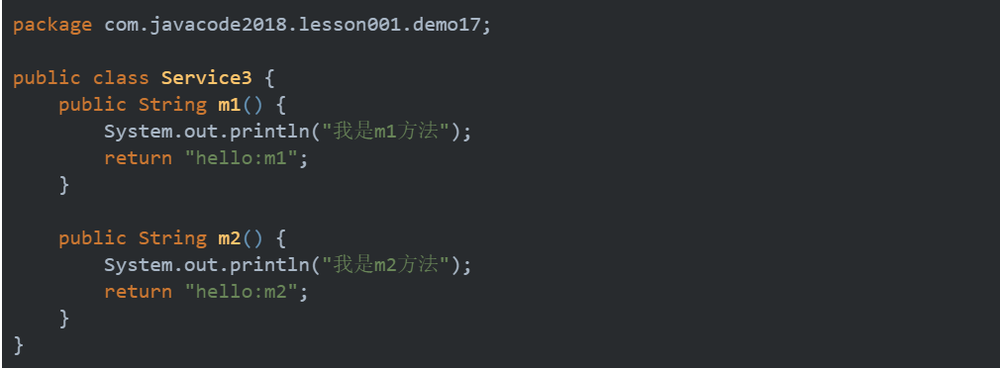 package com.javacode2018.lesson001.demo17;
public class Service3 {
    public String m1() {
        System.out.println("我是m1方法");
        return "hello:m1";
    }
    public String m2() {
        System.out.println("我是m2方法");
        return "hello:m2";
    }
}